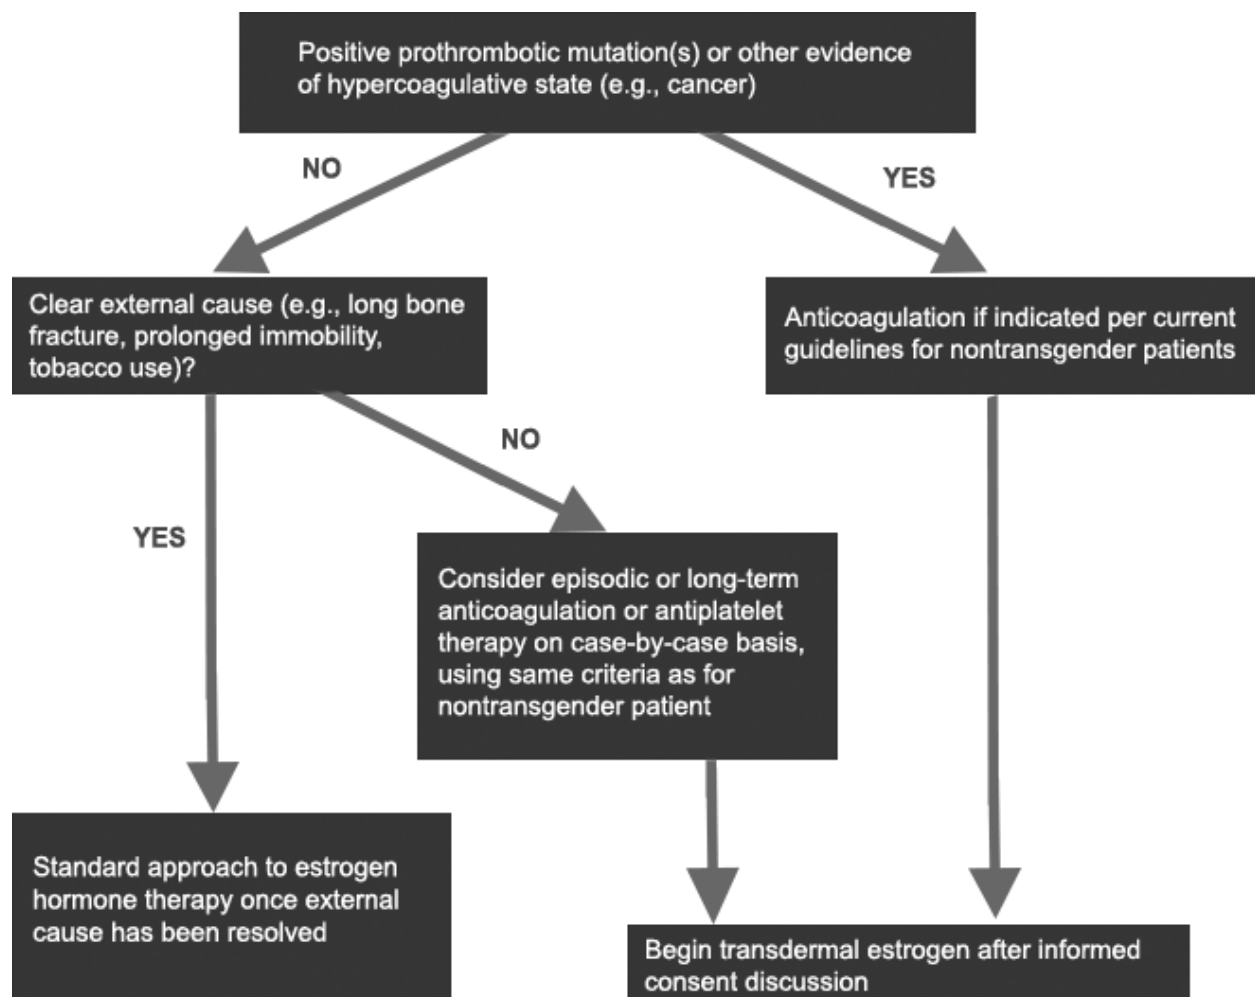 Positive prothrombotic mutation(s) or other evidence
of hypercoagulative state (e.g., cancer)
NO
YES
Clear external cause (e.g., long bone
fracture, prolonged immobility,
tobacco use)?
Anticoagulation if indicated per current
guidelines for nontransgender patients
NO
YES
Consider episodic or long-term
anticoagulation or antiplatelet
therapy on case-by-case basis,
using same criteria as for
nontransgender patient
Standard approach to estrogen
hormone therapy once external
cause has been resolved
Begin transdermal estrogen after informed
consent discussion